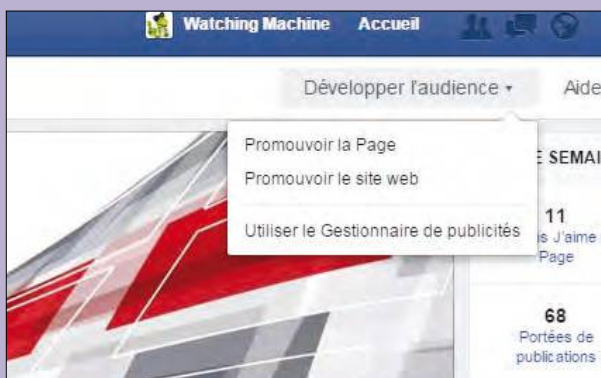 Watching Machine Accueil
Développer l'audience Aide
Promouvoir la Page
Promouvoir le site web
Utiliser le Gestionnaire de publicités
E SEMAI
11
s J'aime
Page
68
Portées de
publications